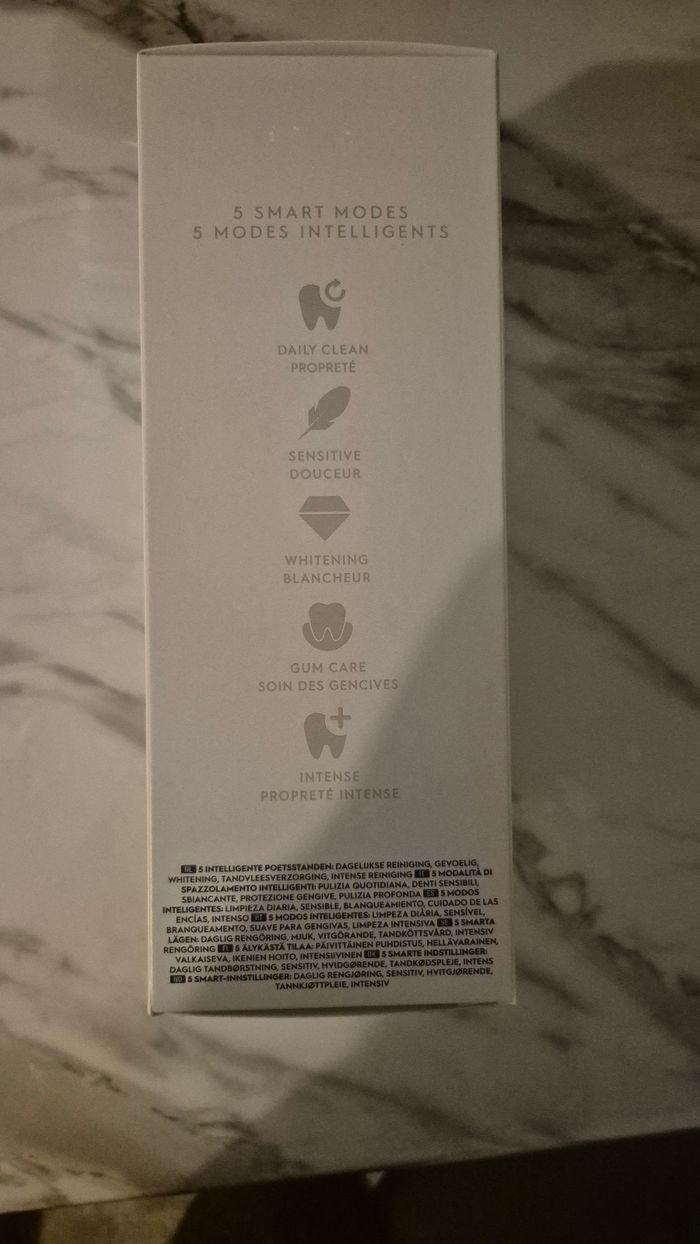 5 SMART MODES
5 MODES INTELLIGENTS
DAILY CLEAN
PROPRETÉ
SENSITIVE
DOUCEUR
WHITENING
BLANCHEUR
GUM CARE
SOIN DES GENCIVES
INTENSE
PROPRETÉ INTENSE
NL 5 INTELLIGENTE POETSSTANDEN: DAGELIJKSE REINIGING, GEVOELIG,
WHITENING, TANDVLEESVERZORGING, INTENSE REINIGING IT 5 MODALITÀ DI
SPAZZOLAMENTO INTELLIGENTI: PULIZIA QUOTIDIANA, DENTI SENSIBILI,
SBIANCANTE, PROTEZIONE GENGIVE, PULIZIA PROFONDA ES 5 MODOS
INTELIGENTES: LIMPIEZA DIARIA, SENSIBLE, BLANQUEAMIENTO, CUIDADO DE LAS
ENCÍAS, INTENSO PT 5 MODOS INTELIGENTES: LIMPEZA DIÁRIA, SENSÍVEL,
BRANQUEAMENTO, SUAVE PARA GENGIVAS, LIMPEZA INTENSIVA SE 5 SMARTA
LÄGEN: DAGLIG RENGÖRING, MJUK, VITGÖRANDE, TANDKÖTTSVÅRD, INTENSIV
RENGÖRING FI 5 ÄLYKÄSTÄ TILAA: PÄIVITTÄINEN PUHDISTUS, HELLÄVARAINEN,
VALKAISEVA, IKENIEN HOITO, INTENSIIVINEN DK 5 SMARTE INDSTILLINGER:
DAGLIG TANDBØRSTNING, SENSITIV, HVIDGØRENDE, TANDKØDSPLEJE, INTENS
NO 5 SMART-INNSTILLINGER: DAGLIG RENGJØRING, SENSITIV, HVITGJØRENDE,
TANNKJØTTPLEIE, INTENSIV